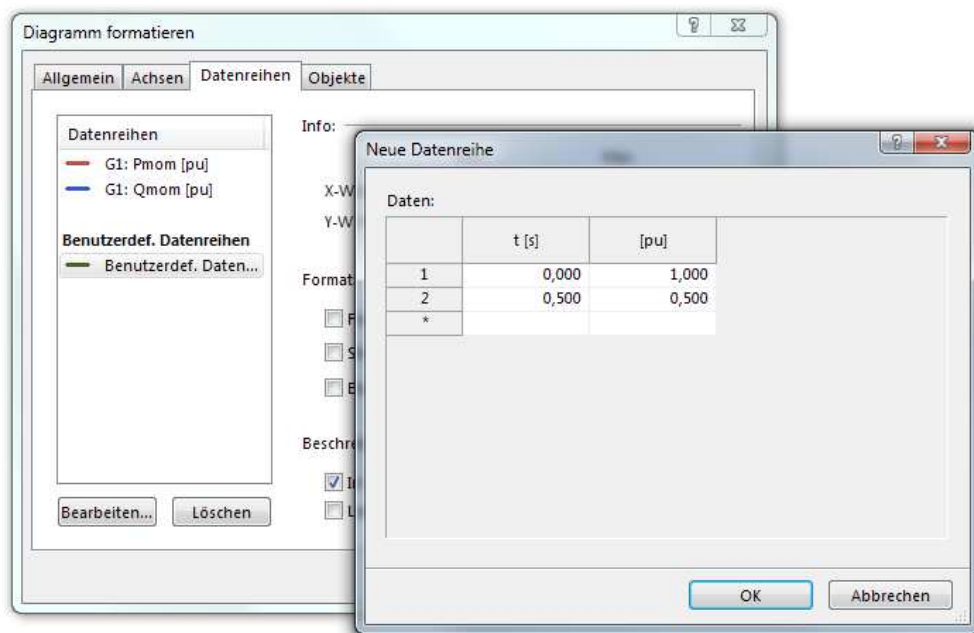 Diagramm formatieren
Allgemein Achsen Datenreihen Objekte
Datenreihen
G1: Pmom [pu]
G1: Qmom [pu]
Benutzerdef. Datenreihen
Benutzerdef. Daten...
Bearbeiten... Löschen
Info:
X-W
Y-W
Format
Beschre
Neue Datenreihe
Daten:
t [s] [pu]
1 0,000 1,000
2 0,500 0,500
*
OK Abbrechen